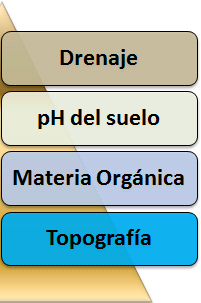 Drenaje
pH del suelo
Materia Orgánica
Topografía